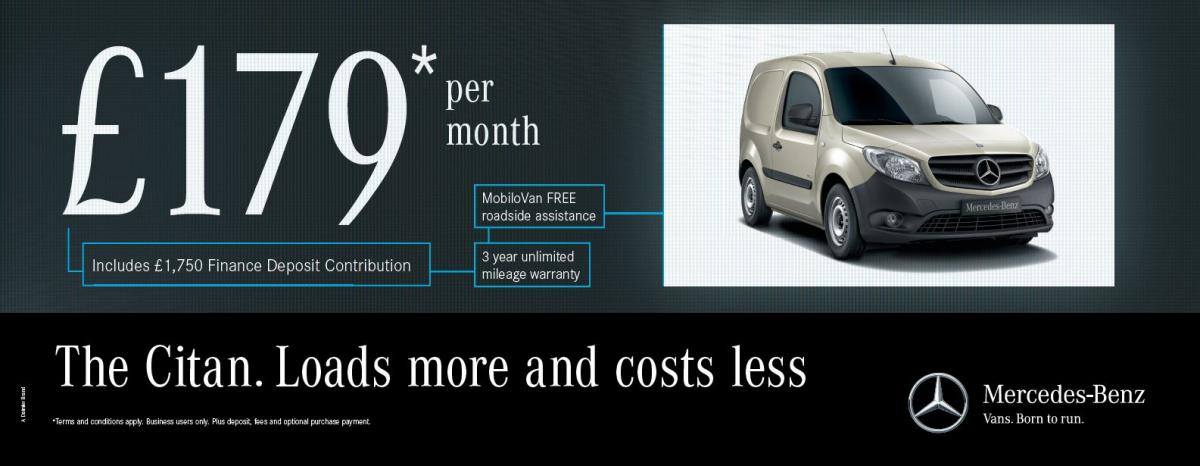 £179*
per
month
MobiloVan FREE
roadside assistance
Includes £1,750 Finance Deposit Contribution
3 year unlimited
mileage warranty
Mercedes-Benz
The Citan. Loads more and costs less
A Daimler Brand
*Terms and conditions apply. Business users only. Plus deposit, fees and optional purchase payment.
Mercedes-Benz
Vans. Born to run.